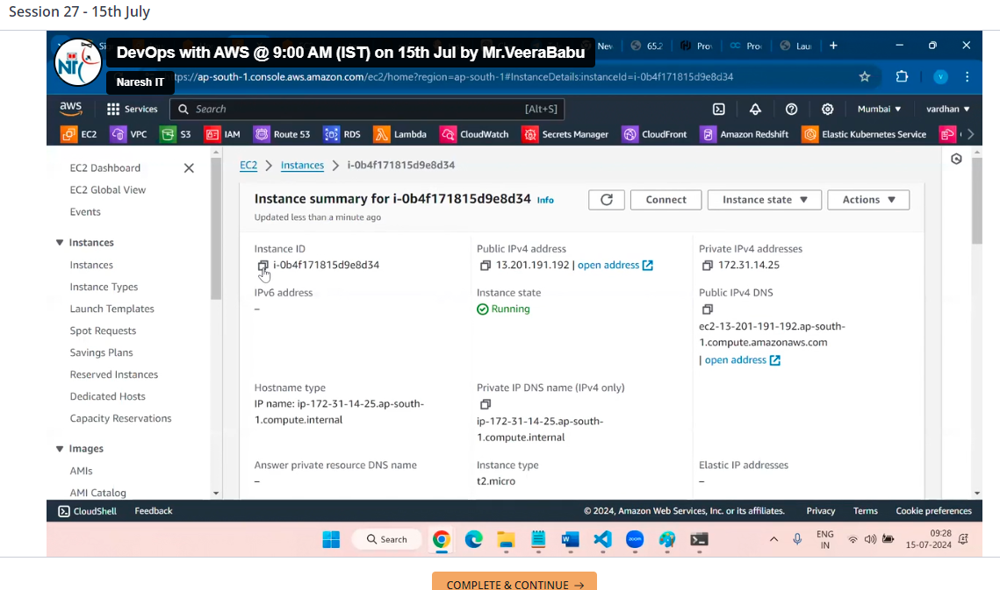 Session 27 - 15th July
DevOps with AWS @ 9:00 AM (IST) on 15th Jul by Mr.VeeraBabu
Nev
65.2
Pro
Pro
Lau
Naresh IT
tps://ap-south-1.console.aws.amazon.com/ec2/home?region=ap-south-1#InstanceDetails:instanceId=i-0b4f171815d9e8d34
V
aws
Services
Search
[Alt+S]
Mumbai
vardhan
EC2
VPC
S3
IAM
Route 53
RDS
Lambda
CloudWatch
Secrets Manager
CloudFront
Amazon Redshift
Elastic Kubernetes Service
EC2 Dashboard
EC2 Global View
Events
Instances
Instances
Instance Types
Launch Templates
Spot Requests
Savings Plans
Reserved Instances
Dedicated Hosts
Capacity Reservations
Images
AMIs
AMI Catalog
EC2 > Instances > i-0b4f171815d9e8d34
Instance summary for i-0b4f171815d9e8d34 Info
Connect
Instance state
Actions
Updated less than a minute ago
Instance ID
i-0b4f171815d9e8d34
Public IPv4 address
13.201.191.192 | open address
Private IPv4 addresses
172.31.14.25
IPv6 address
–
Instance state
Running
Public IPv4 DNS
ec2-13-201-191-192.ap-south-
1.compute.amazonaws.com
| open address
Hostname type
IP name: ip-172-31-14-25.ap-south-
1.compute.internal
Private IP DNS name (IPv4 only)
ip-172-31-14-25.ap-south-
1.compute.internal
Answer private resource DNS name
–
Instance type
t2.micro
Elastic IP addresses
–
CloudShell
Feedback
© 2024, Amazon Web Services, Inc. or its affiliates.
Privacy
Terms
Cookie preferences
Search
zoom
ENG
IN
09:28
15-07-2024
COMPLETE & CONTINUE →